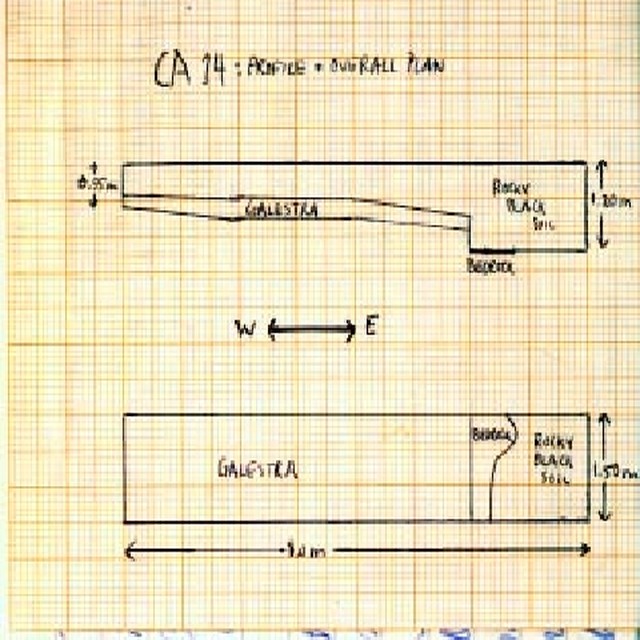 CA 14: PROFILE + OVERALL PLAN
0.95m
GALESTRA
ROCKY
BLACK
SOIL
1.20m
BEDROCK
W E
GALESTRA
BEDROCK
ROCKY
BLACK
SOIL
1.50m